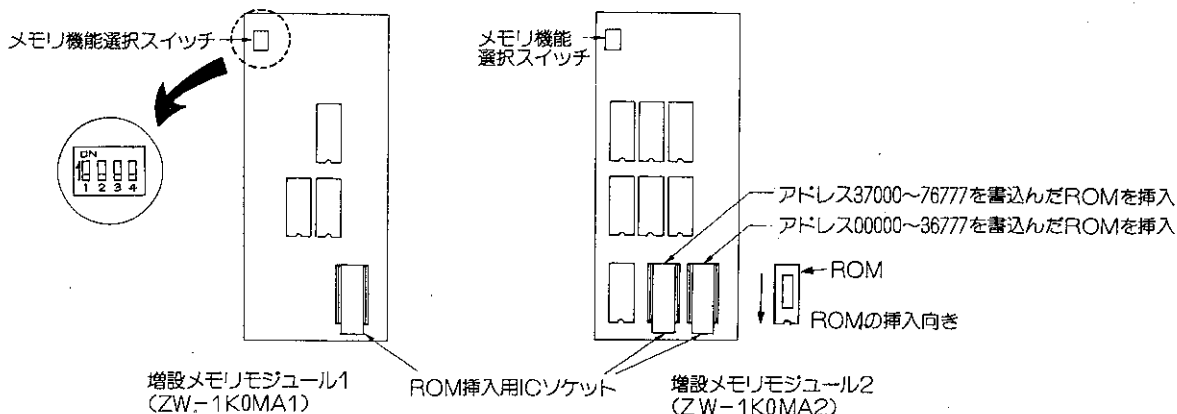 メモリ機能選択スイッチ
ON
1 2 3 4
増設メモリモジュール1
(ZW-1K0MA1)
ROM挿入用ICソケット
メモリ機能
選択スイッチ
アドレス37000~76777を書込んだROMを挿入
アドレス00000~36777を書込んだROMを挿入
ROM
ROMの挿入向き
増設メモリモジュール2
(ZW-1K0MA2)